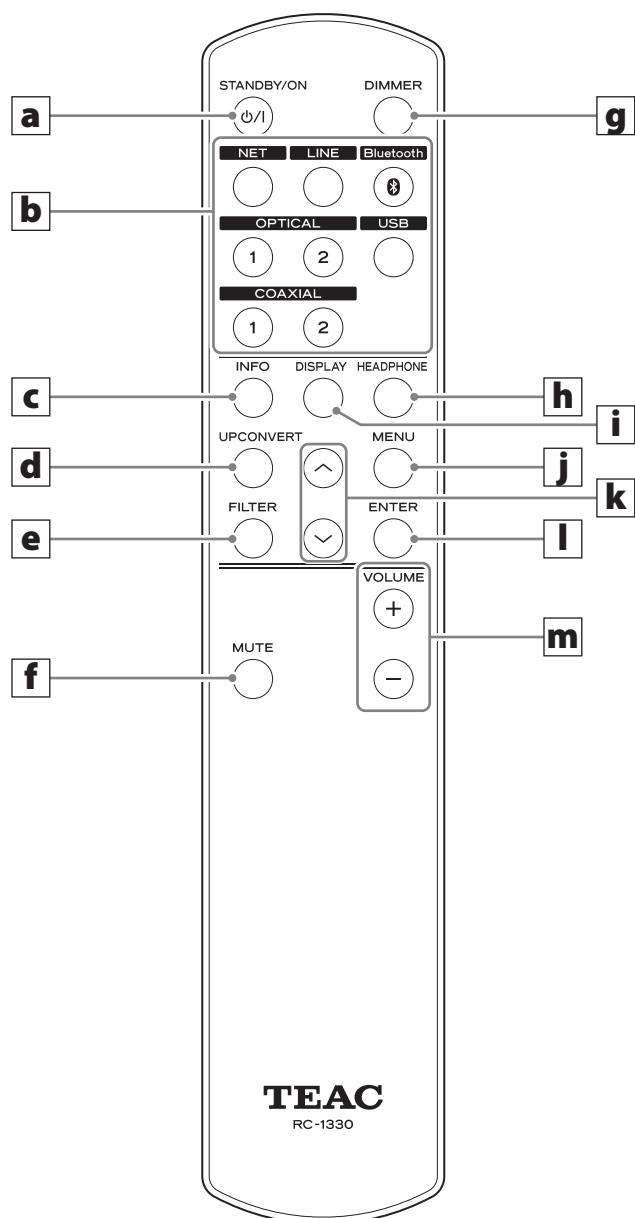 STANDBY/ON DIMMER
a ⏻/I g
NET LINE Bluetooth
b
OPTICAL USB
1 2
COAXIAL
1 2
INFO DISPLAY HEADPHONE
c h
i
UPCONVERT MENU
d j
k
FILTER ENTER
e l
VOLUME
+
m
MUTE
f −
TEAC
RC-1330